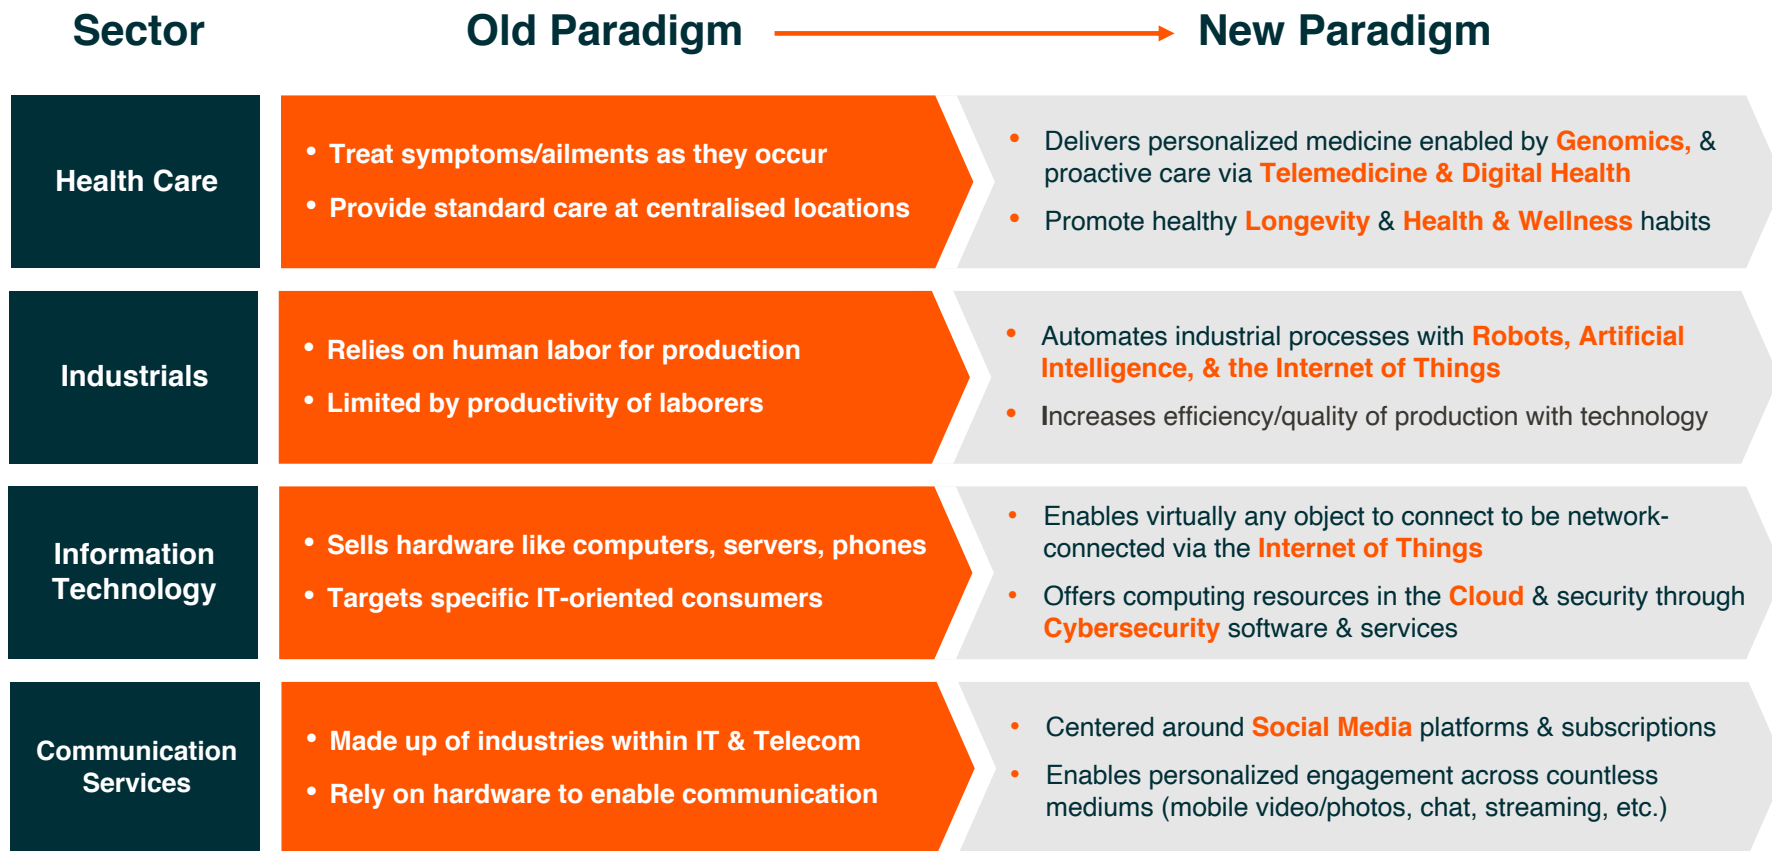 Sector
Old Paradigm
New Paradigm
Health Care
• Treat symptoms/ailments as they occur
• Provide standard care at centralised locations
• Delivers personalized medicine enabled by Genomics, &
proactive care via Telemedicine & Digital Health
• Promote healthy Longevity & Health & Wellness habits
Industrials
• Relies on human labor for production
• Limited by productivity of laborers
• Automates industrial processes with Robots, Artificial
Intelligence, & the Internet of Things
• Increases efficiency/quality of production with technology
Information
Technology
• Sells hardware like computers, servers, phones
• Targets specific IT-oriented consumers
• Enables virtually any object to connect to be network-
connected via the Internet of Things
• Offers computing resources in the Cloud & security through
Cybersecurity software & services
Communication
Services
• Made up of industries within IT & Telecom
• Rely on hardware to enable communication
• Centered around Social Media platforms & subscriptions
• Enables personalized engagement across countless
mediums (mobile video/photos, chat, streaming, etc.)